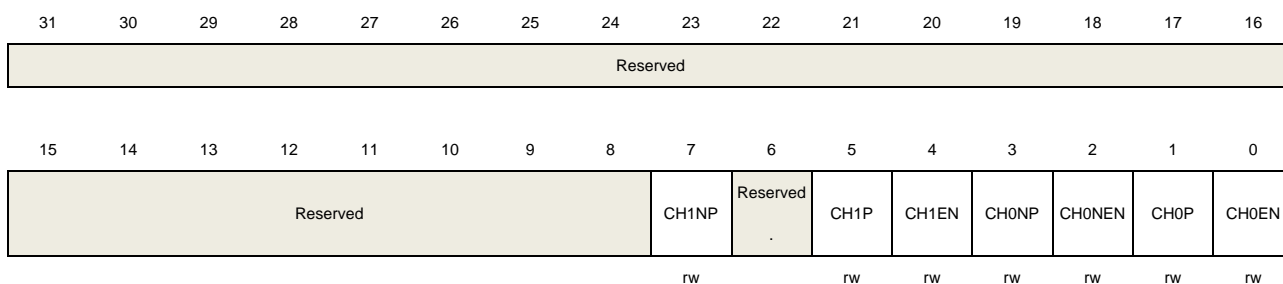 31 30 29 28 27 26 25 24 23 22 21 20 19 18 17 16
Reserved
15 14 13 12 11 10 9 8 7 6 5 4 3 2 1 0
Reserved CH1NP Reserved . CH1P CH1EN CH0NP CH0NEN CH0P CH0EN
rw rw rw rw rw rw rw